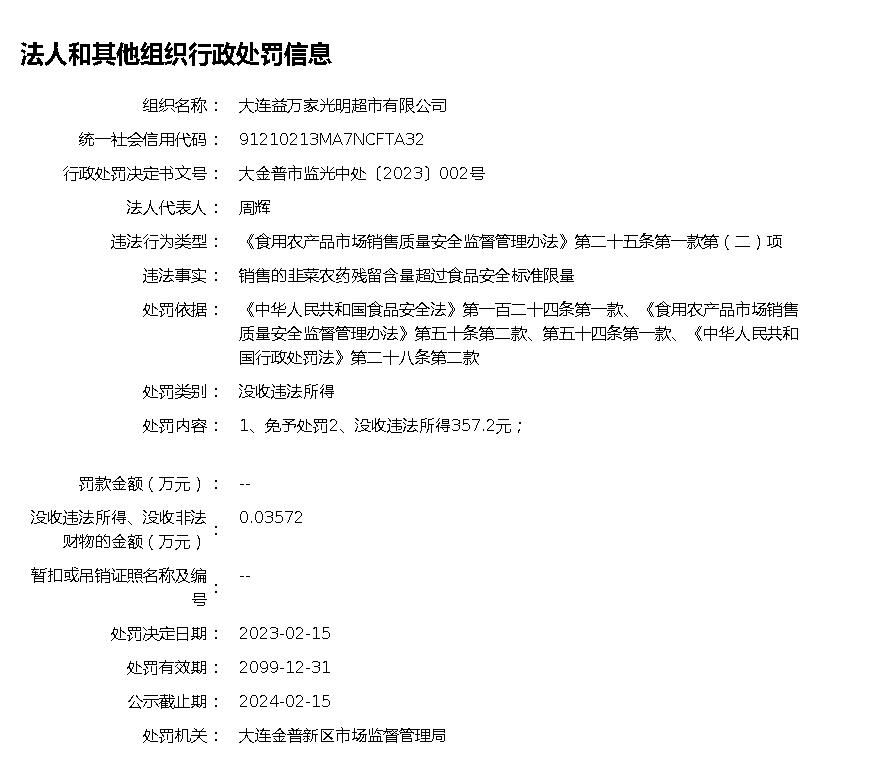 法人和其他组织行政处罚信息
组织名称： 大连益万家光明超市有限公司
统一社会信用代码： 91210213MA7NCFTA32
行政处罚决定书文号： 大金普市监光中处〔2023〕002号
法人代表人： 周辉
违法行为类型： 《食用农产品市场销售质量安全监督管理办法》第二十五条第一款第（二）项
违法事实： 销售的韭菜农药残留含量超过食品安全标准限量
处罚依据： 《中华人民共和国食品安全法》第一百二十四条第一款、《食用农产品市场销售
质量安全监督管理办法》第五十条第二款、第五十四条第一款、《中华人民共和
国行政处罚法》第二十八条第二款
处罚类别： 没收违法所得
处罚内容： 1、免予处罚2、没收违法所得357.2元；
罚款金额（万元）： --
没收违法所得、没收非法
财物的金额（万元）： 0.03572
暂扣或吊销证照名称及编
号： --
处罚决定日期： 2023-02-15
处罚有效期： 2099-12-31
公示截止期： 2024-02-15
处罚机关： 大连金普新区市场监督管理局